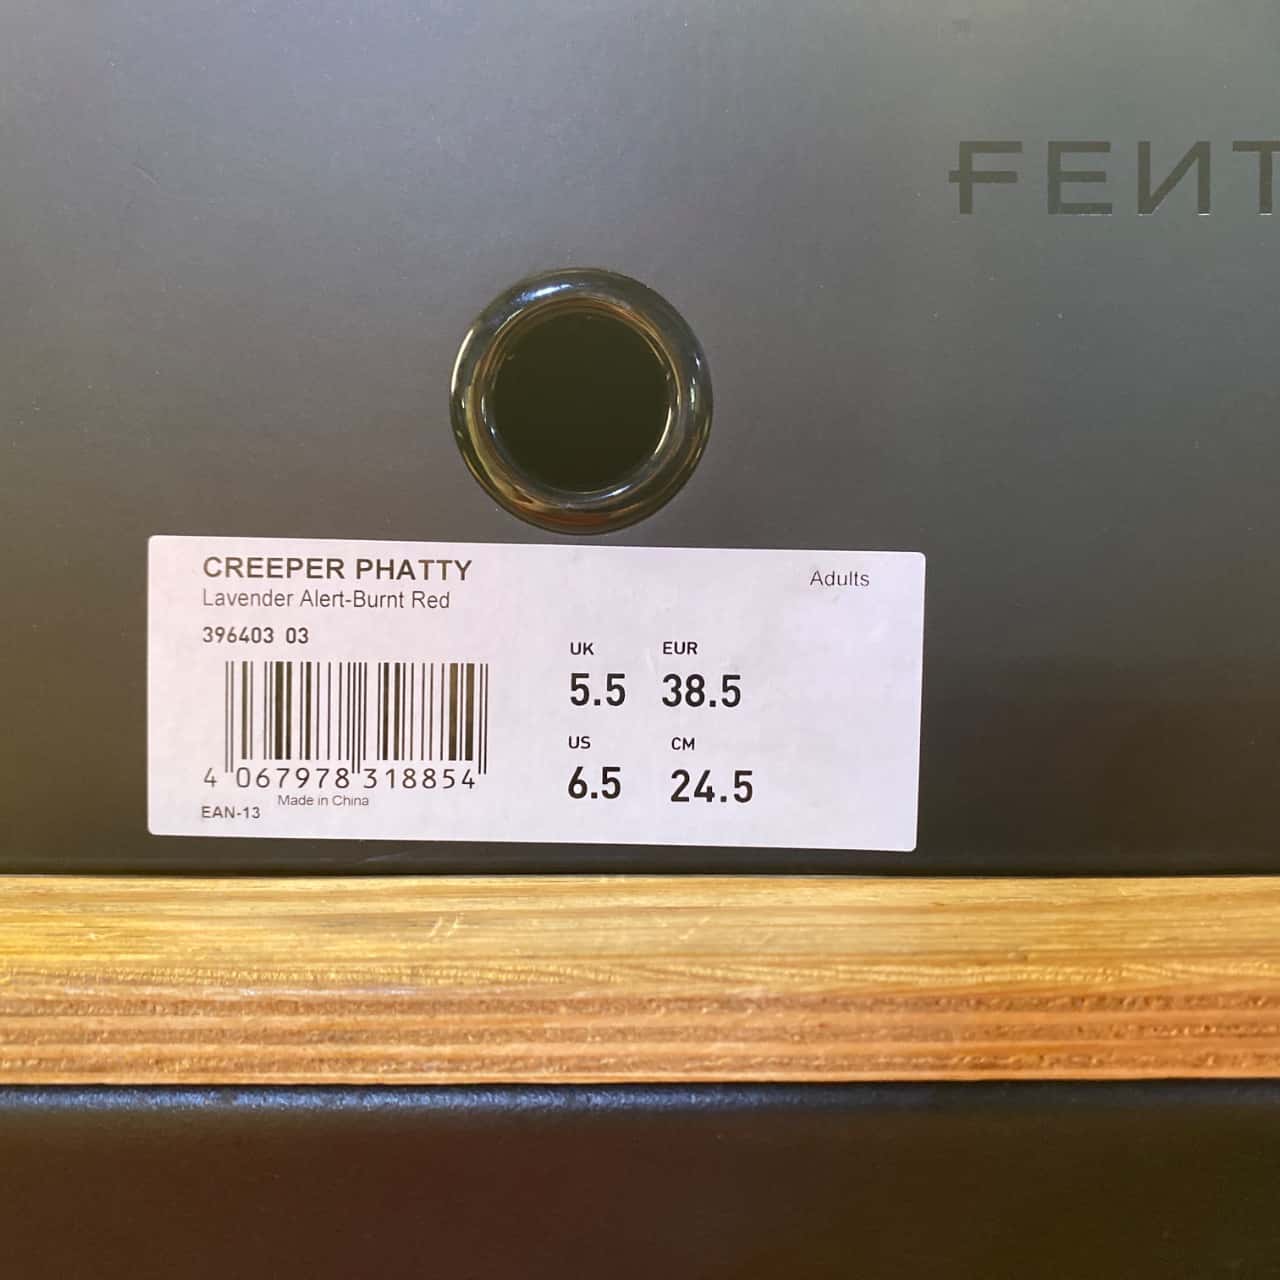 FEИT
CREEPER PHATTY
Adults
Lavender Alert-Burnt Red
396403 03
UK EUR
5.5 38.5
US CM
6.5 24.5
4 067978 318854
Made in China
EAN-13